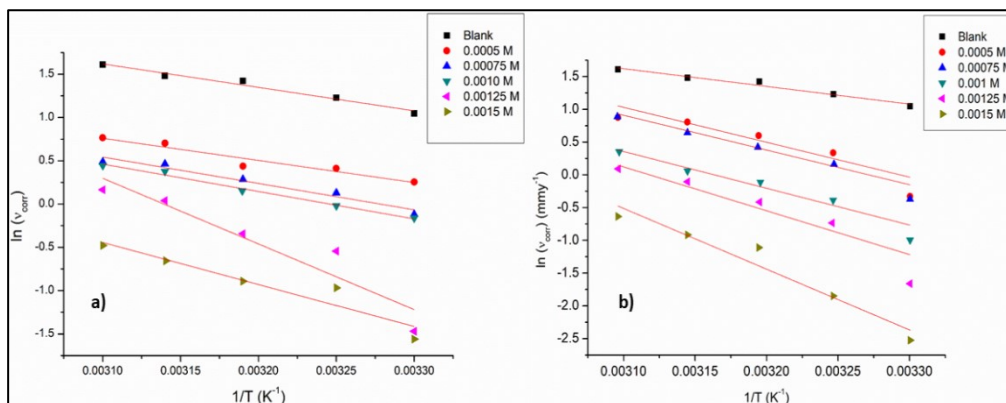 Blank
0.0005 M
0.00075 M
0.0010 M
0.00125 M
0.0015 M
1.5
1.0
0.5
0.0
-0.5
-1.0
-1.5
ln (νcorr)
a)
0.00310
0.00315
0.00320
0.00325
0.00330
1/T (K-1)
Blank
0.0005 M
0.00075 M
0.001 M
0.00125 M
0.0015 M
1.5
1.0
0.5
0.0
-0.5
-1.0
-1.5
-2.0
-2.5
ln (νcorr) (mmy-1)
b)
0.00310
0.00315
0.00320
0.00325
0.00330
1/T (K-1)